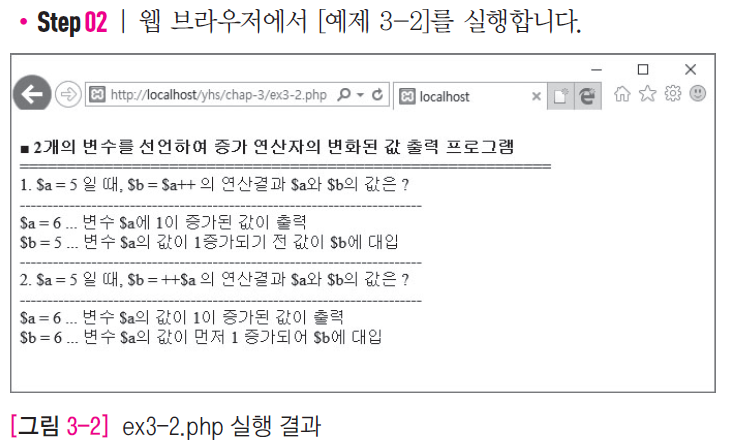 • Step 02 | 웹 브라우저에서 [예제 3-2]를 실행합니다.
http://localhost/yhs/chap-3/ex3-2.php
localhost
■ 2개의 변수를 선언하여 증가 연산자의 변화된 값 출력 프로그램
============================================================
1. $a = 5 일 때, $b = $a++ 의 연산결과 $a와 $b의 값은 ?
------------------------------------------------------------
$a = 6 ... 변수 $a에 1이 증가된 값이 출력
$b = 5 ... 변수 $a의 값이 1증가되기 전 값이 $b에 대입
------------------------------------------------------------
2. $a = 5 일 때, $b = ++$a 의 연산결과 $a와 $b의 값은 ?
------------------------------------------------------------
$a = 6 ... 변수 $a의 값이 1이 증가된 값이 출력
$b = 6 ... 변수 $a의 값이 먼저 1 증가되어 $b에 대입
[그림 3-2] ex3-2.php 실행 결과